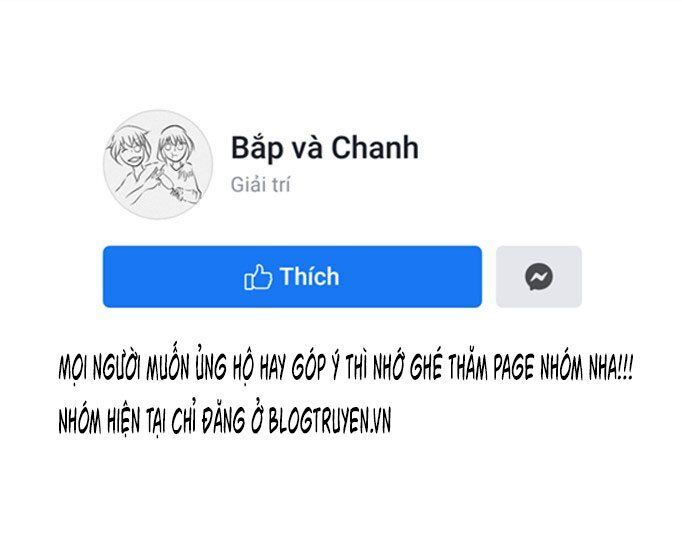 Bắp và Chanh
Giải trí
Thích
MỌI NGƯỜI MUỐN ỦNG HỘ HAY GÓP Ý THÌ NHỚ GHÉ THĂM PAGE NHÓM NHA!!!
NHÓM HIỆN TẠI CHỈ ĐĂNG Ở BLOGTRUYEN.VN